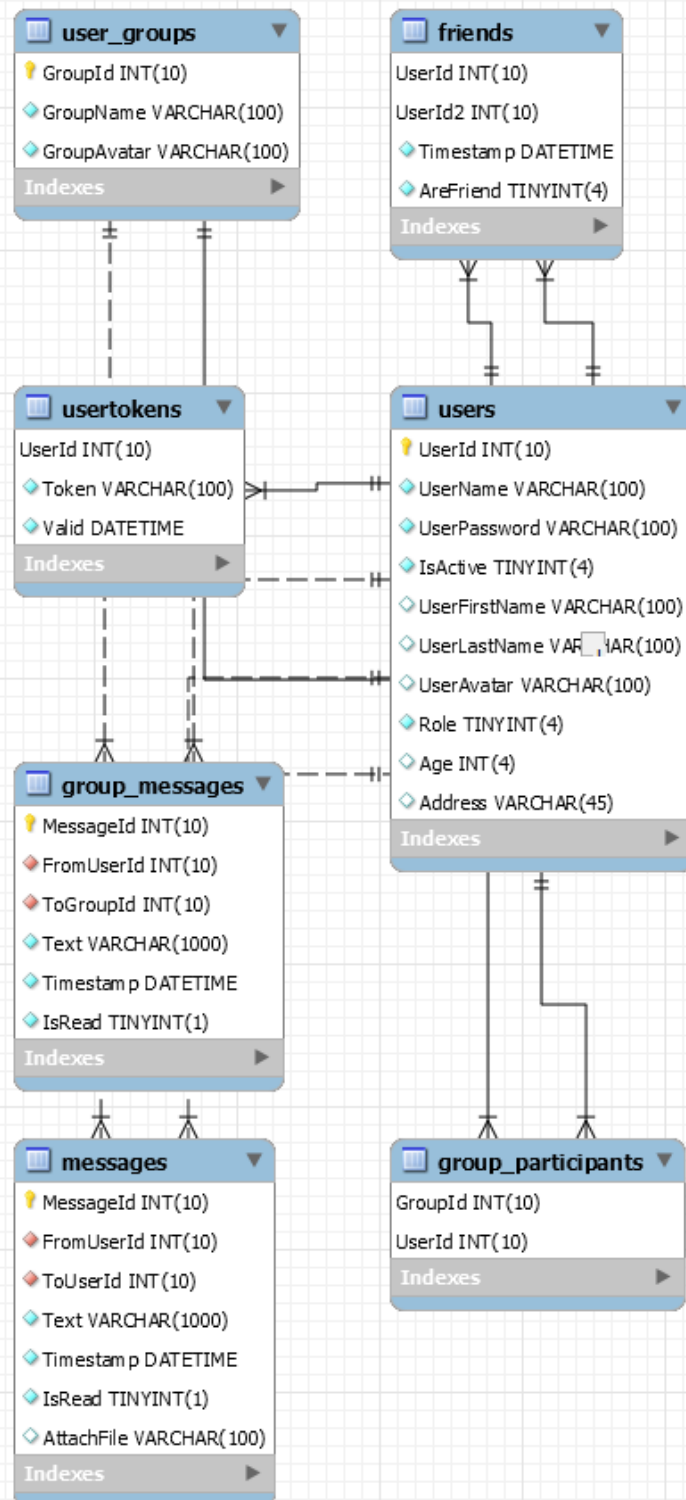 user_groups
GroupId INT(10)
GroupName VARCHAR(100)
GroupAvatar VARCHAR(100)
Indexes
friends
UserId INT(10)
UserId2 INT(10)
Timestamp DATETIME
AreFriend TINYINT(4)
Indexes
usertokens
UserId INT(10)
Token VARCHAR(100)
Valid DATETIME
Indexes
users
UserId INT(10)
UserName VARCHAR(100)
UserPassword VARCHAR(100)
IsActive TINYINT(4)
UserFirstName VARCHAR(100)
UserLastName VAR HAR(100)
UserAvatar VARCHAR(100)
Role TINYINT(4)
Age INT(4)
Address VARCHAR(45)
Indexes
group_messages
MessageId INT(10)
FromUserId INT(10)
ToGroupId INT(10)
Text VARCHAR(1000)
Timestamp DATETIME
IsRead TINYINT(1)
Indexes
messages
MessageId INT(10)
FromUserId INT(10)
ToUserId INT(10)
Text VARCHAR(1000)
Timestamp DATETIME
IsRead TINYINT(1)
AttachFile VARCHAR(100)
Indexes
group_participants
GroupId INT(10)
UserId INT(10)
Indexes